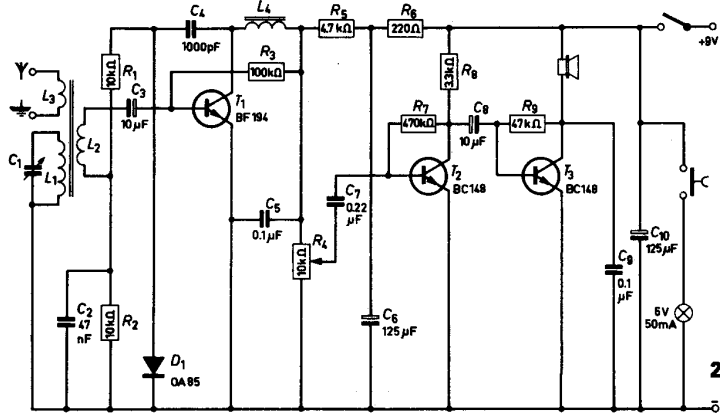 C4
1000pF
L4
R5
4.7kΩ
R6
220Ω
+9V
L3
10kΩ
R1
C3
10µF
R3
100kΩ
T1
BF194
3.3kΩ
R8
C1
L1
L2
R7
470kΩ
C8
10µF
R9
47kΩ
T2
BC148
T3
BC148
C7
0.22
µF
C5
0.1µF
10kΩ
R4
C10
125µF
C9
0.1
µF
C2
47
nF
10kΩ
R2
D1
OA85
C6
125µF
6V
50mA
2
-